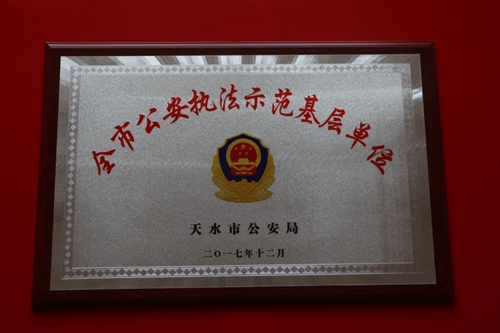 全市公安执法示范基层单位
天水市公安局
二〇一七年十二月